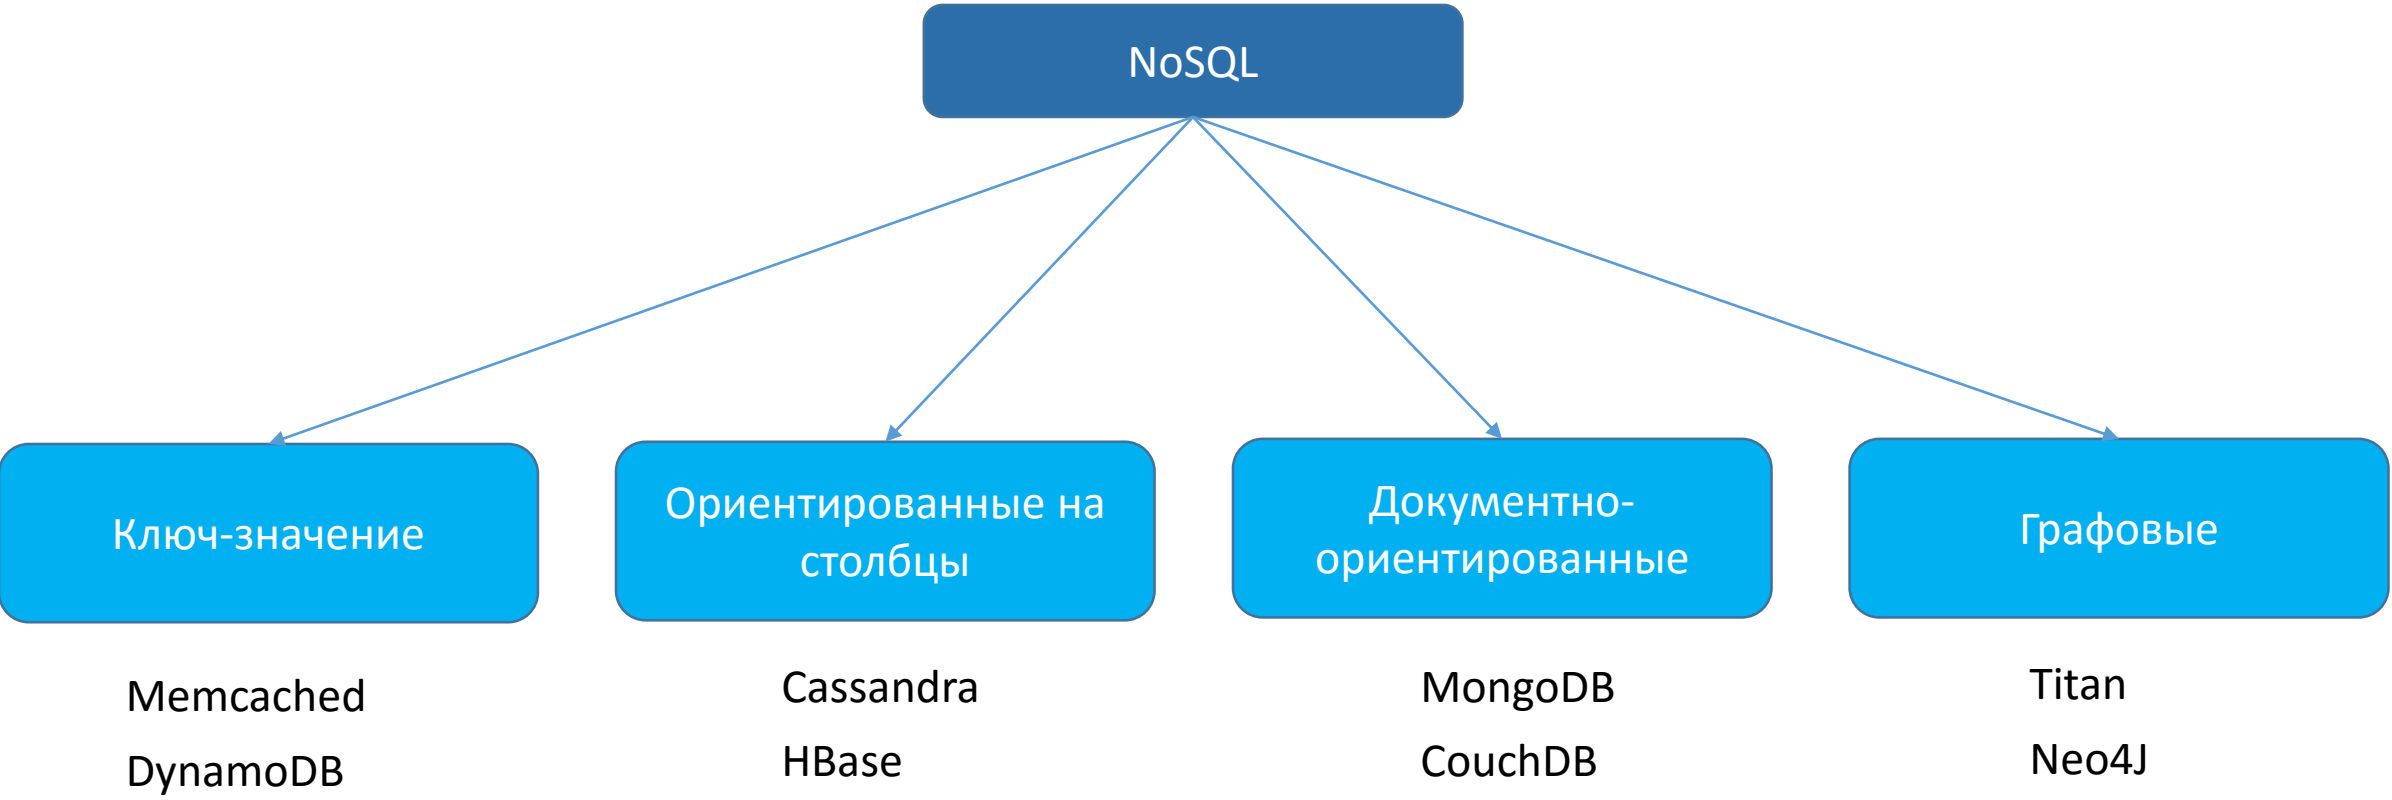 NoSQL
Ключ-значение
Ориентированные на
столбцы
Документно-
ориентированные
Графовые
Memcached
DynamoDB
Cassandra
HBase
MongoDB
CouchDB
Titan
Neo4J